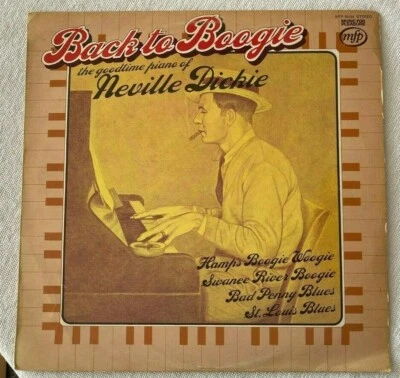 Back to Boogie
the goodtime piano of
Neville Dickie
STEREO
mfp
Hamps Boogie Woogie
Swanee River Boogie
Bad Penny Blues
St. Louis Blues